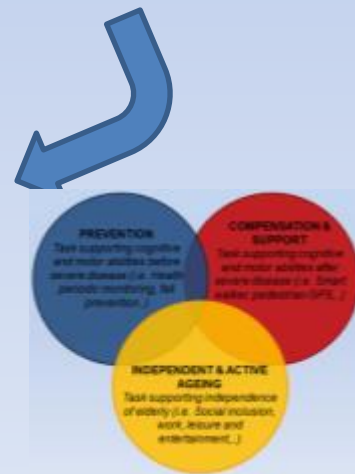 PREVENTION
Task supporting cognitive
and motor abilities before
severe disease (i.e. Health
periodic monitoring, fall
prevention..)
COMPENSATION &
SUPPORT
Task supporting cognitive
and motor abilities after
severe disease (i.e. Smart
walker, pedestrian GPS,..)
INDEPENDENT & ACTIVE
AGEING
Task supporting independence
of elderly (i.e. Social inclusion,
work, leisure and
entertainment,..)